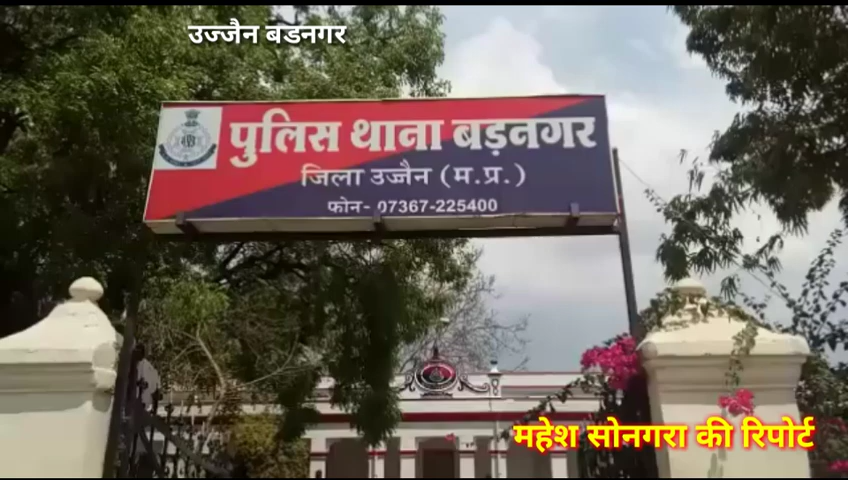 उज्जैन बडनगर
पुलिस थाना बड़नगर
जिला उज्जैन (म.प्र.)
फोन- 07367-225400
महेश सोनगरा की रिपोर्ट